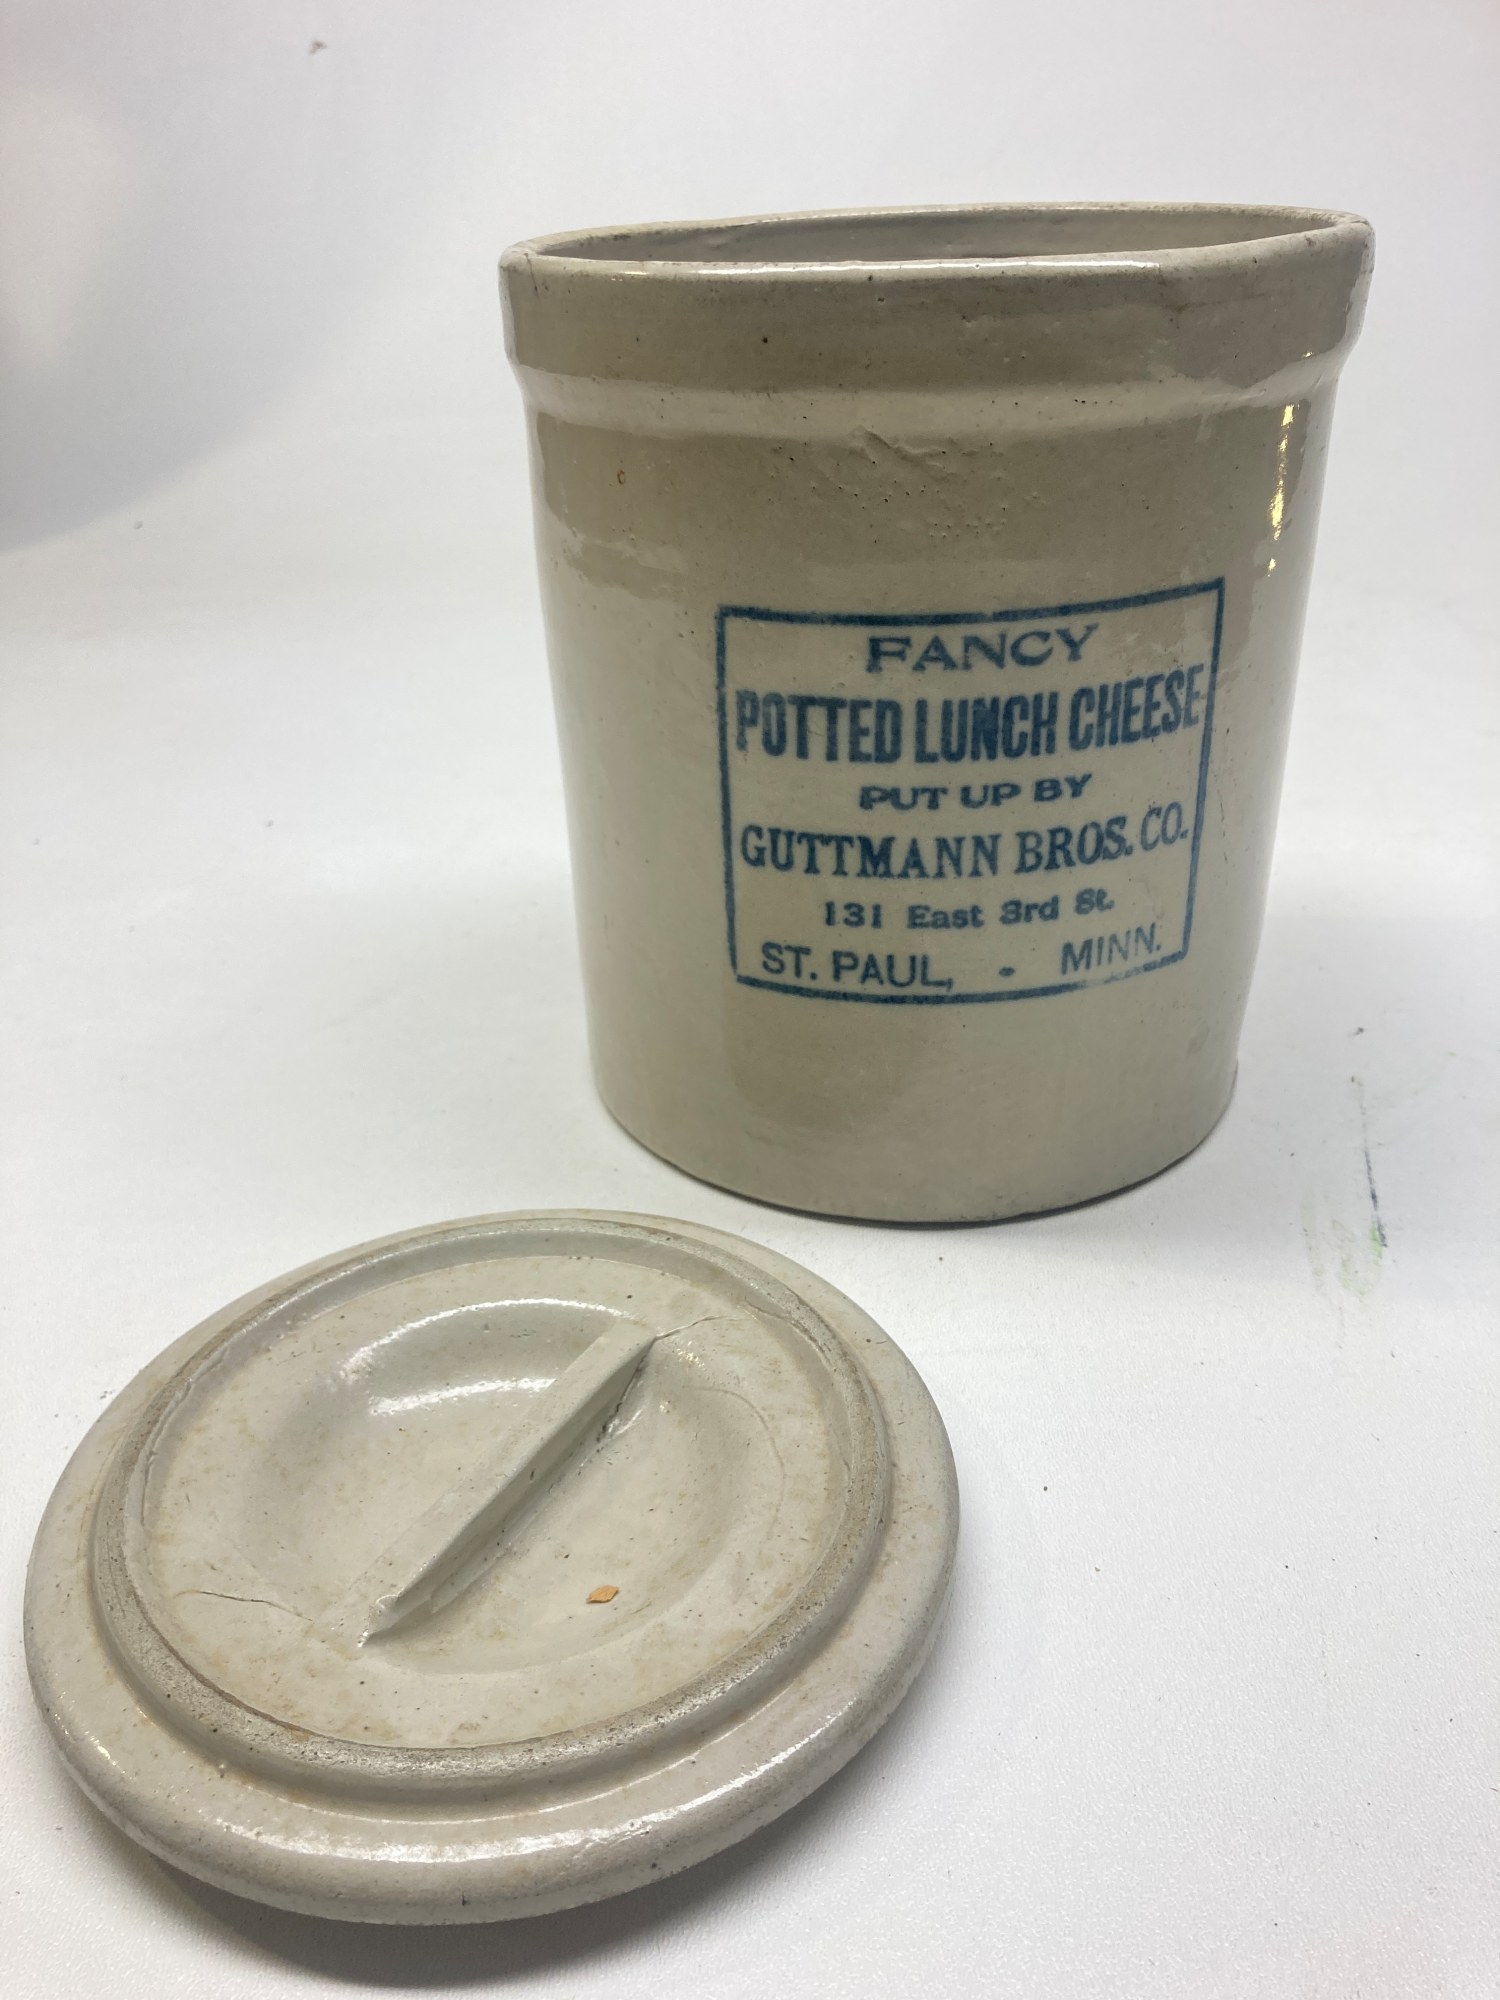 FANCY
POTTED LUNCH CHEESE
PUT UP BY
GUTTMANN BROS. CO.
131 East 3rd St.
ST. PAUL, - MINN.